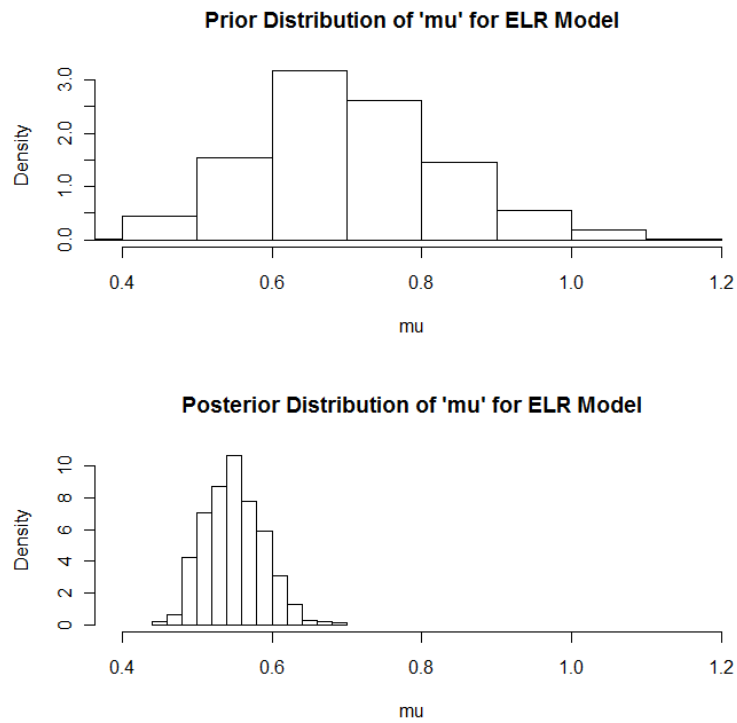 Prior Distribution of 'mu' for ELR Model
Density
3.0
2.0
1.0
0.0
0.4 0.6 0.8 1.0 1.2
mu
Posterior Distribution of 'mu' for ELR Model
Density
10
8
6
4
2
0
0.4 0.6 0.8 1.0 1.2
mu